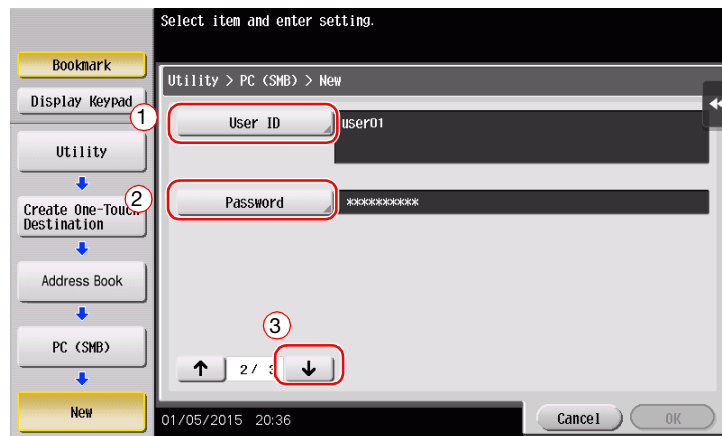 Select item and enter setting.
Bookmark
Utility > PC (SMB) > New
Display Keypad
1
User ID
user01
Utility
2
Password
**********
Create One-Touch
Destination
Address Book
3
PC (SMB)
↑ 2/ 3 ↓
New
01/05/2015 20:36
Cancel
OK